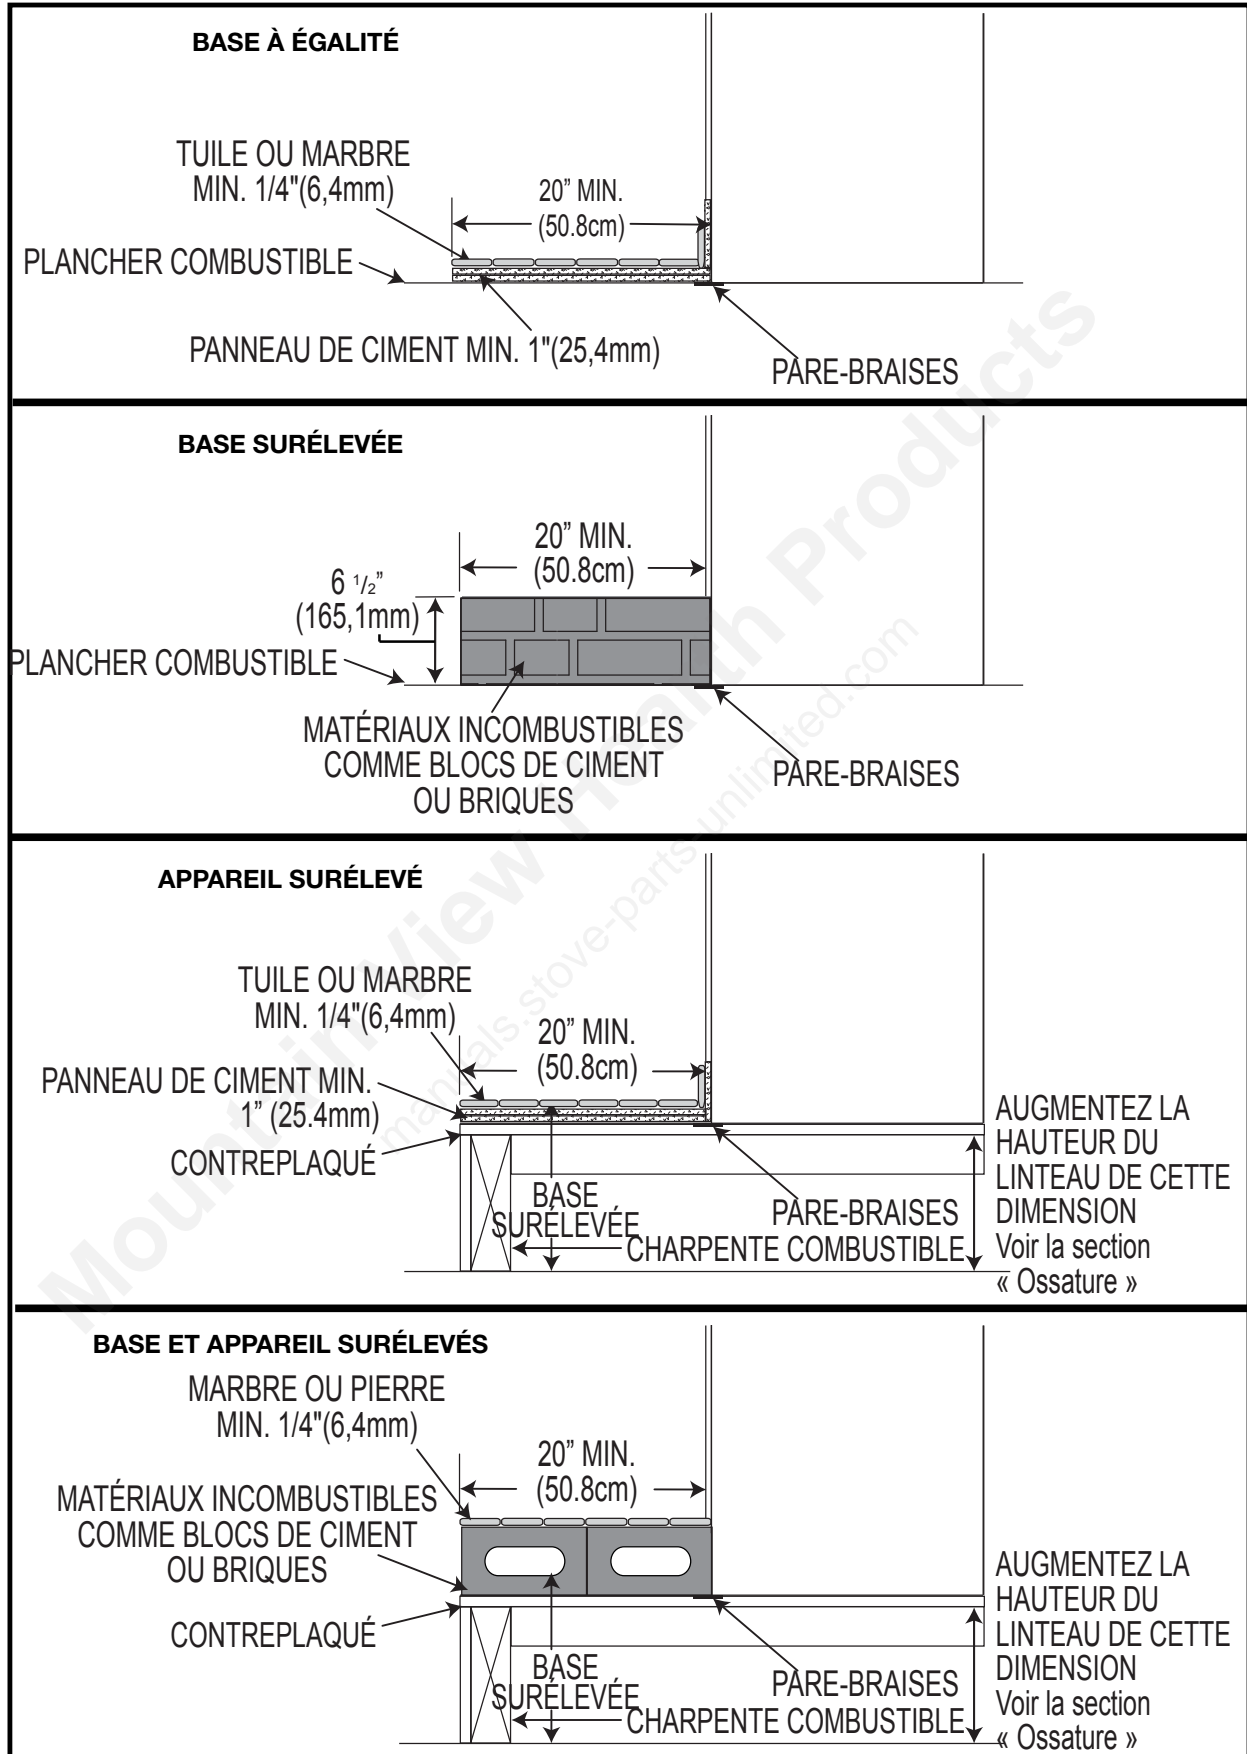 BASE À ÉGALITÉ
TUILE OU MARBRE
MIN. 1/4"(6,4mm)
20” MIN.
(50.8cm)
PLANCHER COMBUSTIBLE
PANNEAU DE CIMENT MIN. 1"(25,4mm)
PARE-BRAISES
BASE SURÉLEVÉE
20” MIN.
(50.8cm)
6 1/2”
(165,1mm)
PLANCHER COMBUSTIBLE
MATÉRIAUX INCOMBUSTIBLES
COMME BLOCS DE CIMENT
OU BRIQUES
PARE-BRAISES
APPAREIL SURÉLEVÉ
TUILE OU MARBRE
MIN. 1/4"(6,4mm)
20” MIN.
(50.8cm)
PANNEAU DE CIMENT MIN.
1” (25.4mm)
CONTREPLAQUÉ
BASE
SURÉLEVÉE
PARE-BRAISES
CHARPENTE COMBUSTIBLE
AUGMENTEZ LA
HAUTEUR DU
LINTEAU DE CETTE
DIMENSION
Voir la section
« Ossature »
BASE ET APPAREIL SURÉLEVÉS
MARBRE OU PIERRE
MIN. 1/4"(6,4mm)
20” MIN.
(50.8cm)
MATÉRIAUX INCOMBUSTIBLES
COMME BLOCS DE CIMENT
OU BRIQUES
CONTREPLAQUÉ
BASE
SURÉLEVÉE
PARE-BRAISES
CHARPENTE COMBUSTIBLE
AUGMENTEZ LA
HAUTEUR DU
LINTEAU DE CETTE
DIMENSION
Voir la section
« Ossature »
Mountain View Hearth Products
manuals.stove-parts-unlimited.com